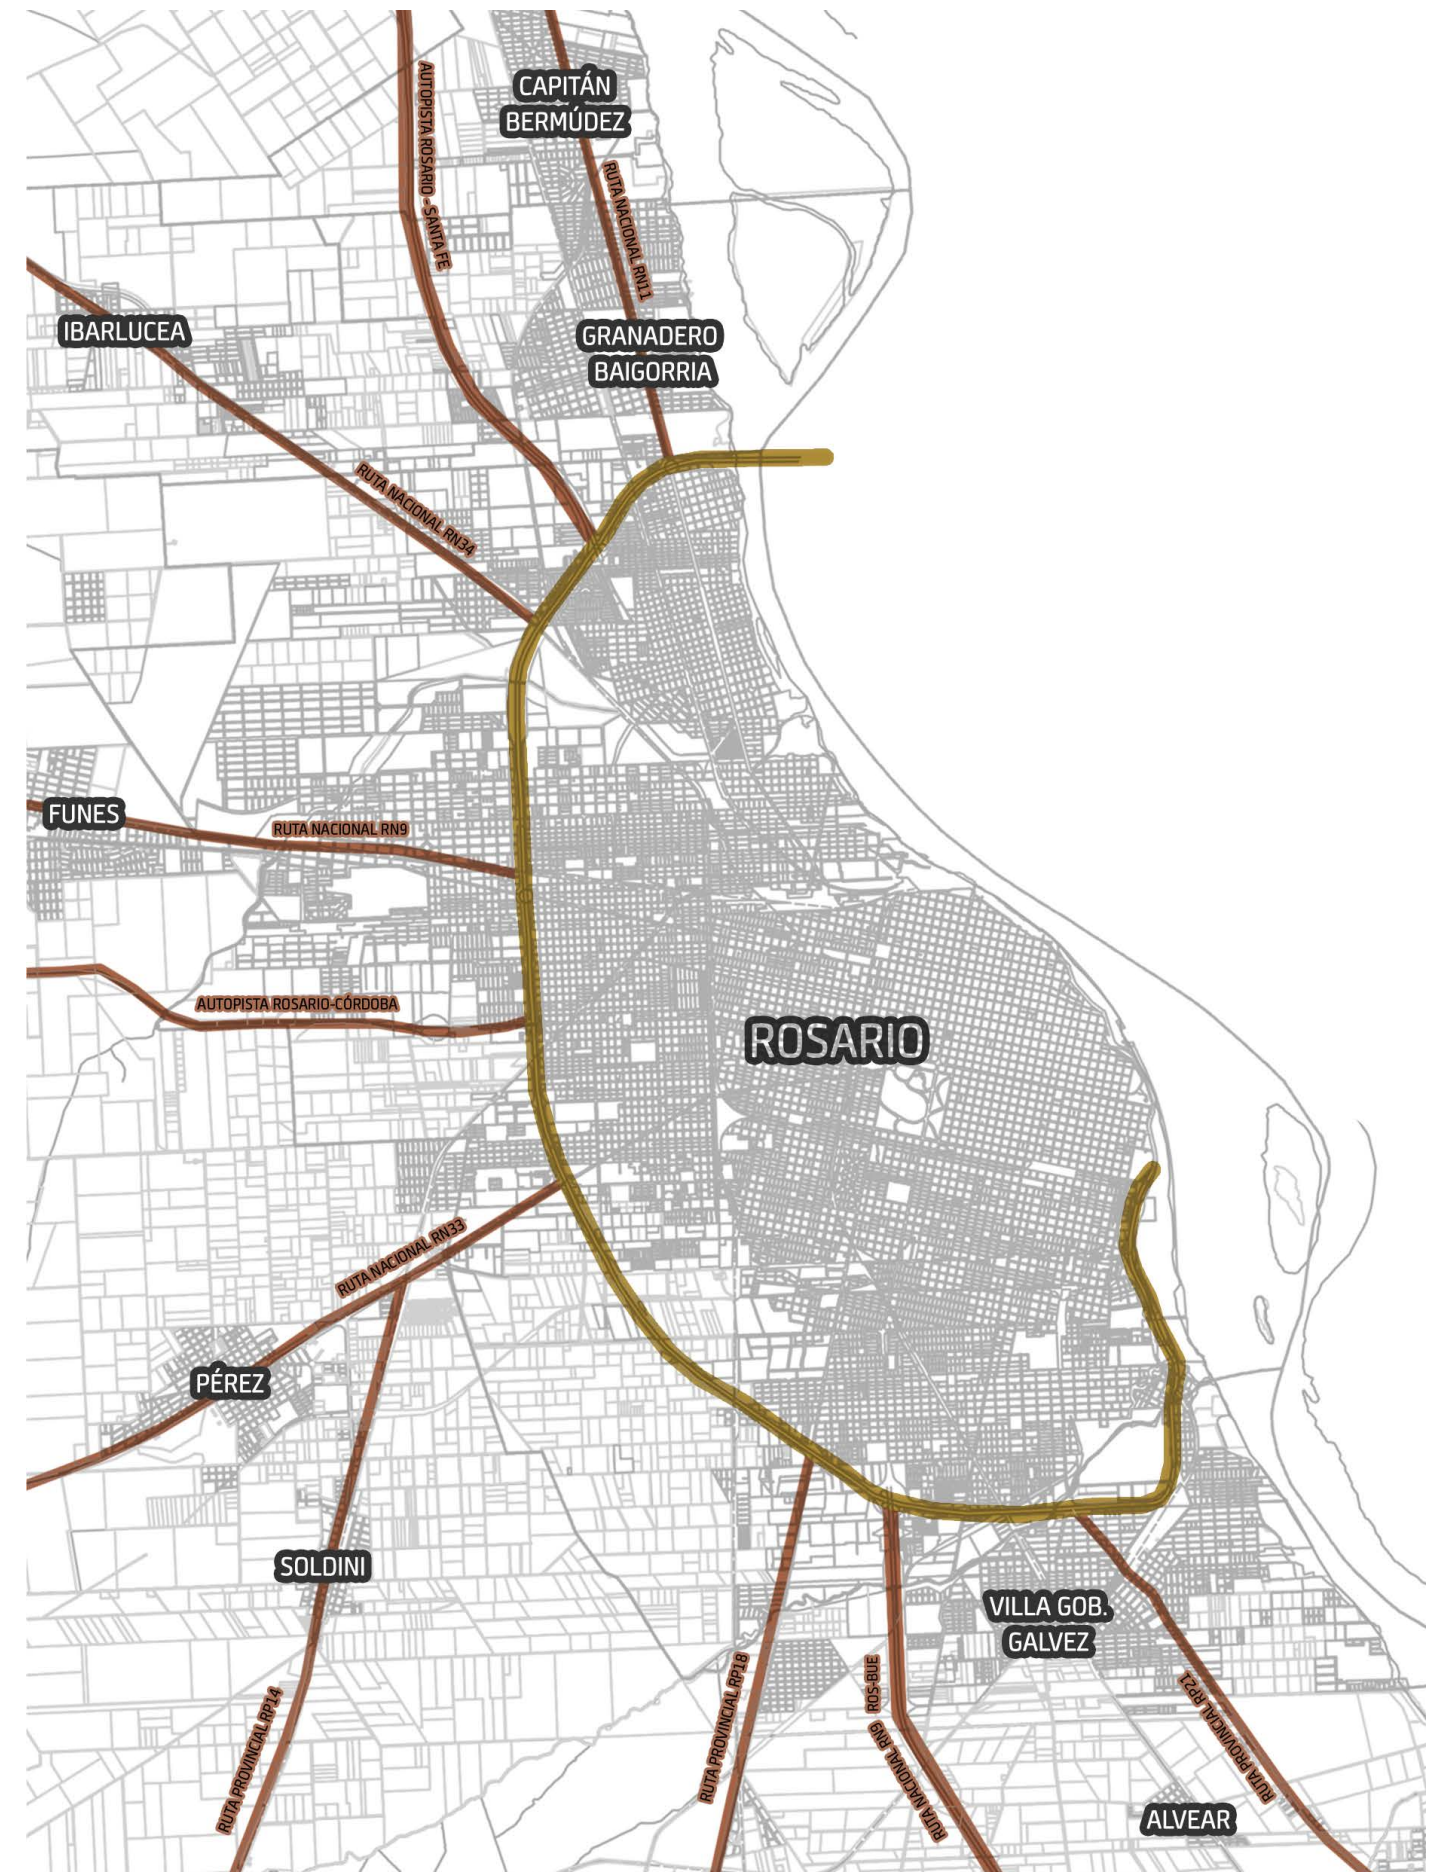 CAPITÁN
BERMÚDEZ
AUTOPISTA ROSARIO - SANTA FE
RUTA NACIONAL RN11
IBARLUCEA
GRANADERO
BAIGORRIA
RUTA NACIONAL RN34
FUNES
RUTA NACIONAL RN9
AUTOPISTA ROSARIO-CÓRDOBA
ROSARIO
RUTA NACIONAL RN33
PÉREZ
SOLDINI
VILLA GOB.
GALVEZ
RUTA PROVINCIAL RP14
RUTA PROVINCIAL RP18
RUTA NACIONAL RN9 ROS-BUE
RUTA PROVINCIAL RP21
ALVEAR